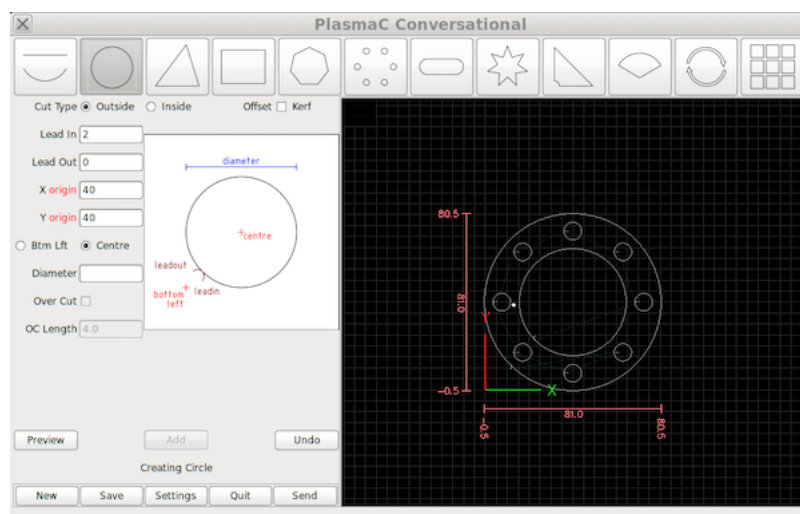 PlasmaC Conversational
Cut Type Outside Inside Offset Kerf
Lead In 2
Lead Out 0
X origin 40
Y origin 40
Btm Lft Centre
Diameter
Over Cut
OC Length 4.0
diameter
centre
leadout
leadin
bottom
left
Preview Add Undo
Creating Circle
New Save Settings Quit Send
80.5
81.0
Y
-0.5
X
81.0
-0.5
80.5